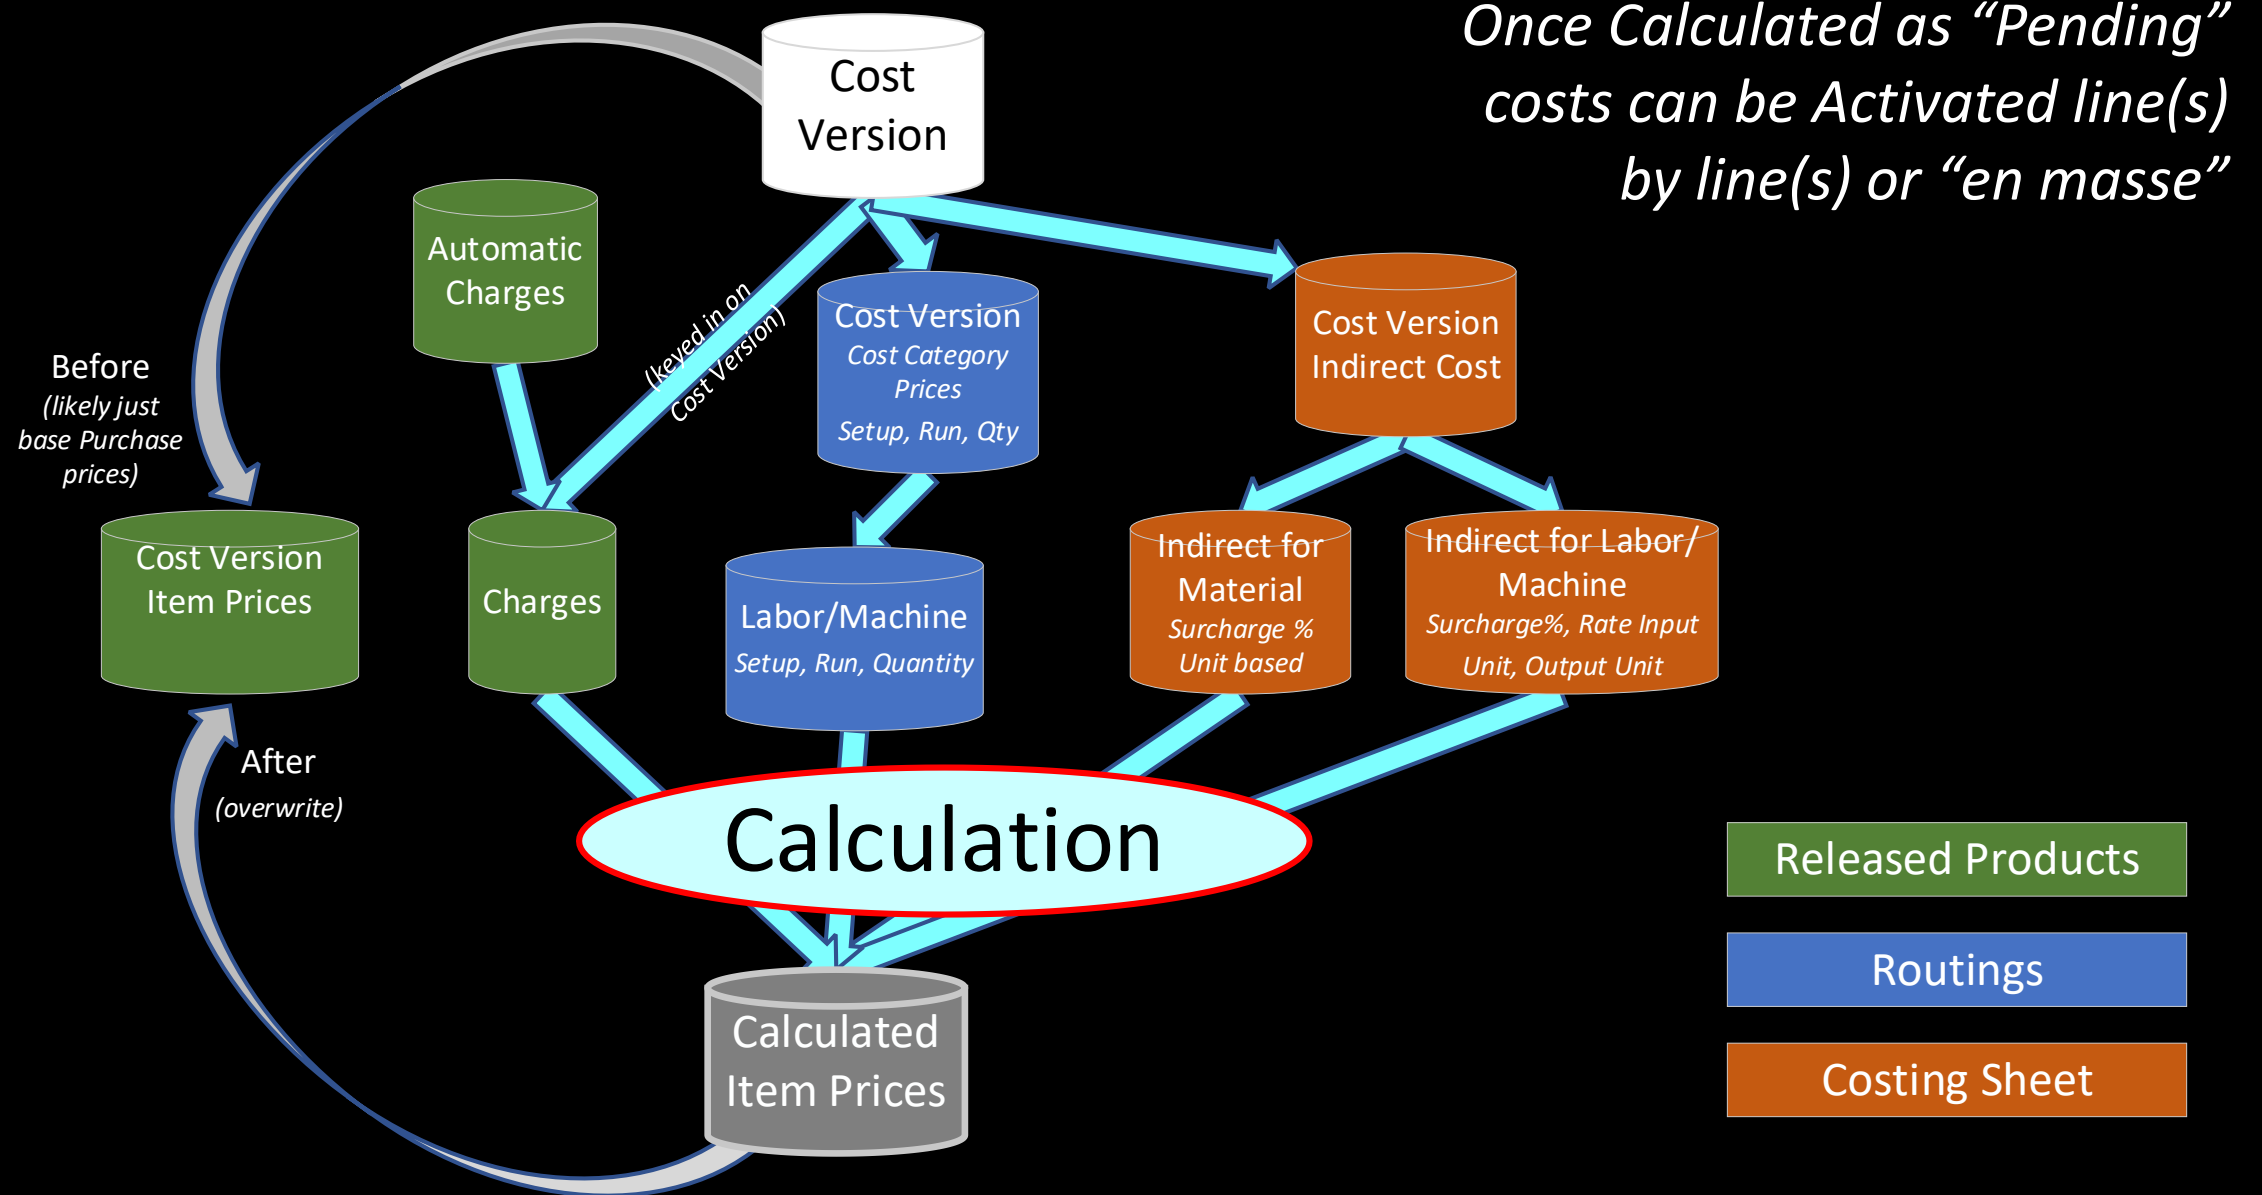 Once Calculated as “Pending”
costs can be Activated line(s)
by line(s) or “en masse”
Cost
Version
Automatic
Charges
(keyed in on
Cost Version)
Cost Version
Cost Category
Prices
Setup, Run, Qty
Cost Version
Indirect Cost
Before
(likely just
base Purchase
prices)
Cost Version
Item Prices
Charges
Labor/Machine
Setup, Run, Quantity
Indirect for
Material
Surcharge %
Unit based
Indirect for Labor/
Machine
Surcharge%, Rate Input
Unit, Output Unit
After
(overwrite)
Calculation
Calculated
Item Prices
Released Products
Routings
Costing Sheet